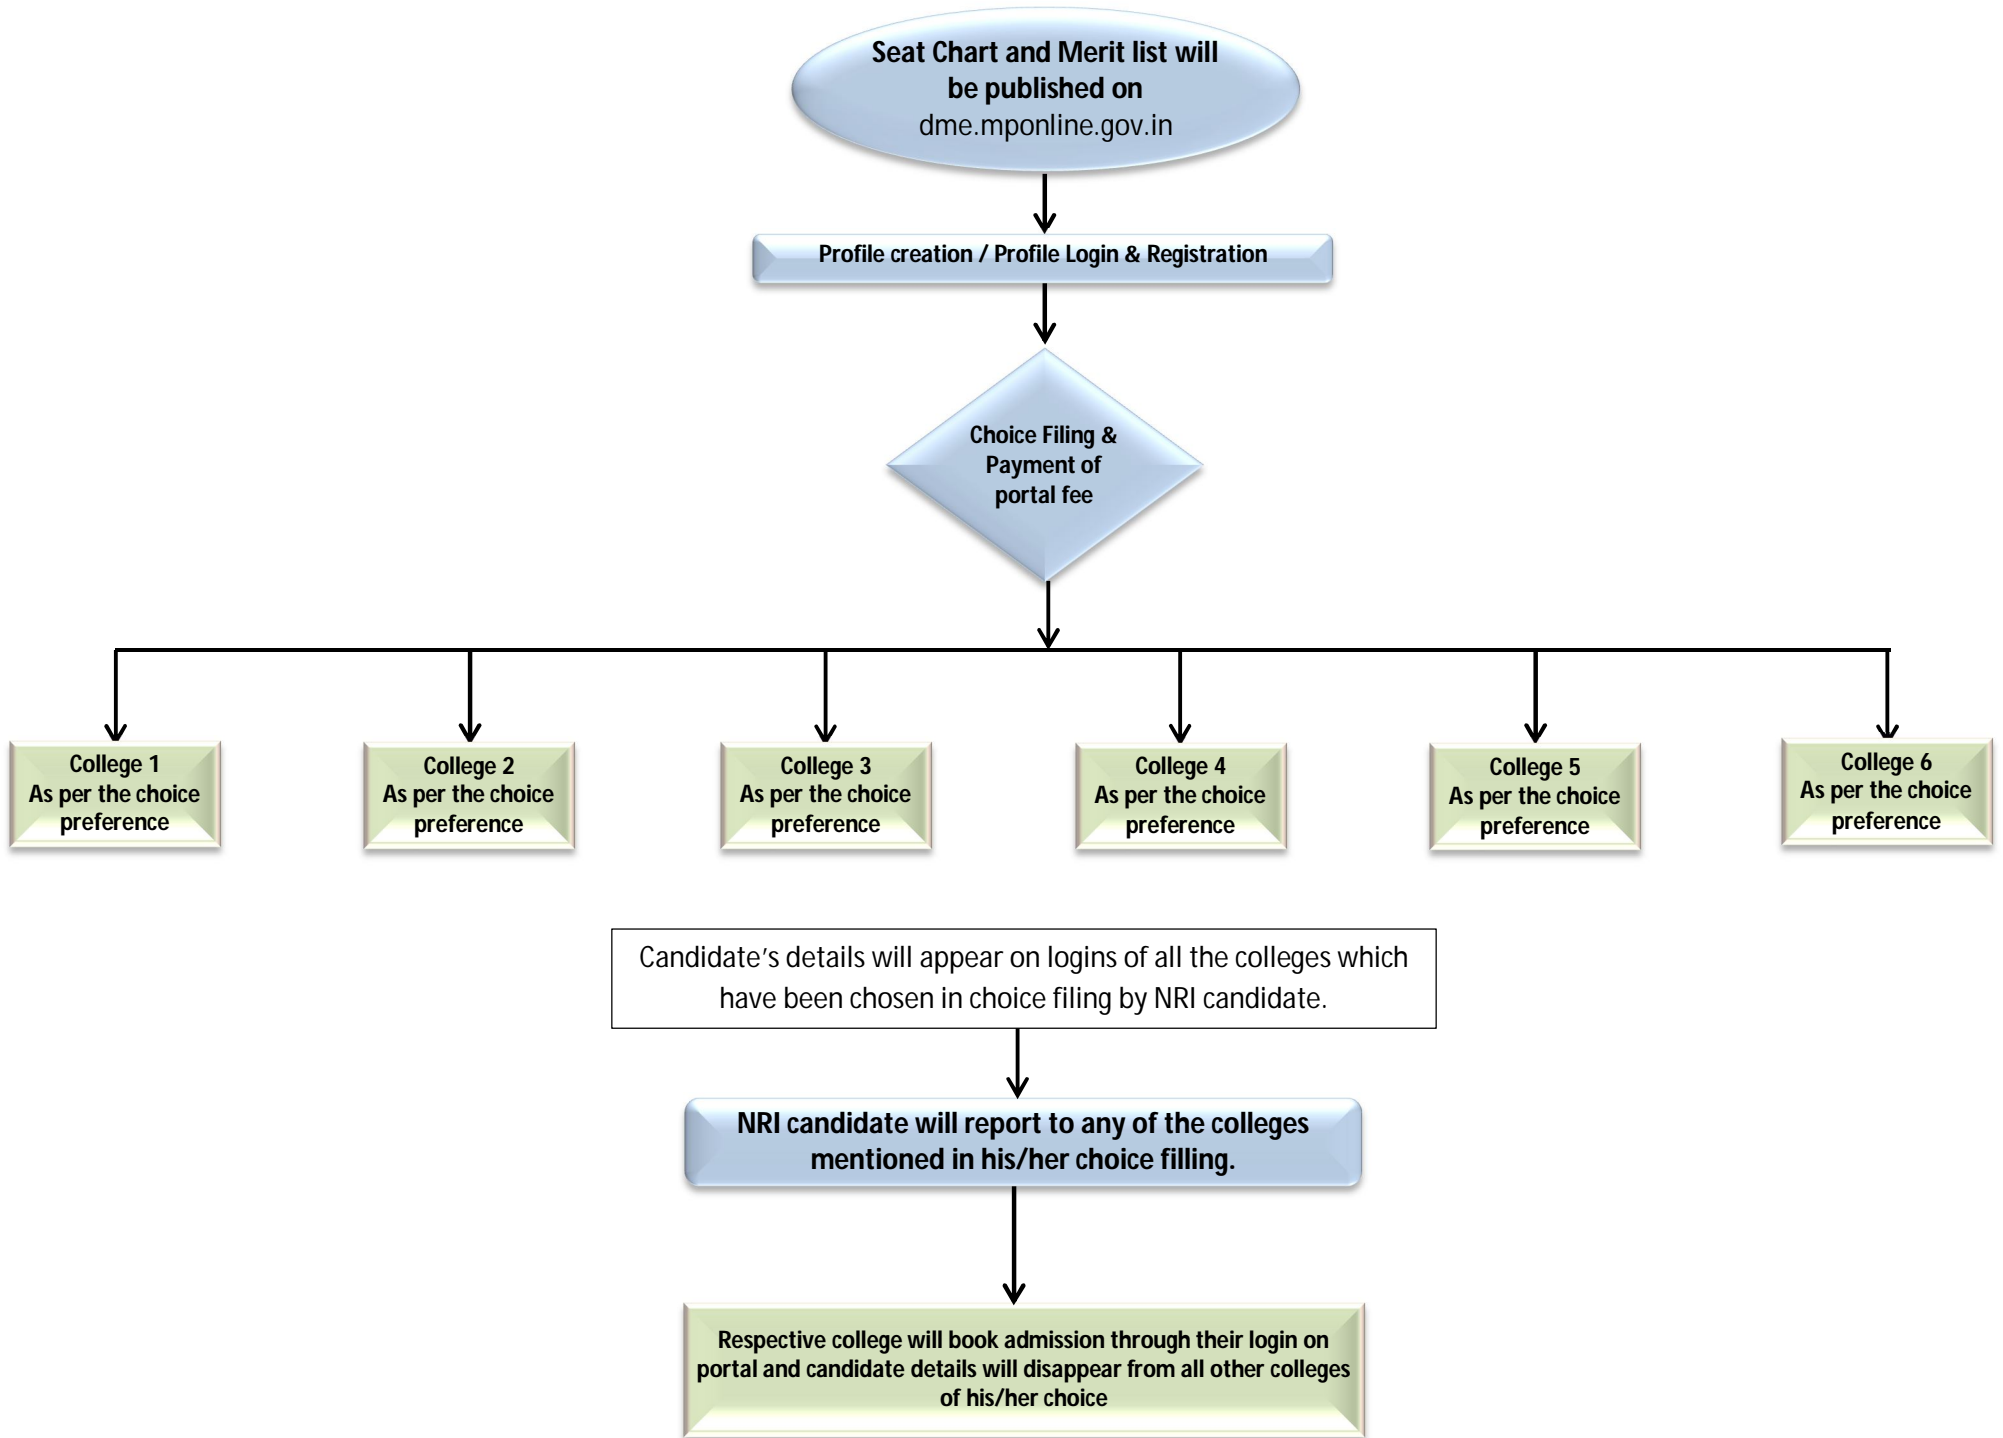 Seat Chart and Merit list will
be published on
dme.mponline.gov.in
Profile creation / Profile Login & Registration
Choice Filing &
Payment of
portal fee
College 1
As per the choice
preference
College 2
As per the choice
preference
College 3
As per the choice
preference
College 4
As per the choice
preference
College 5
As per the choice
preference
College 6
As per the choice
preference
Candidate’s details will appear on logins of all the colleges which
have been chosen in choice filing by NRI candidate.
NRI candidate will report to any of the colleges
mentioned in his/her choice filling.
Respective college will book admission through their login on
portal and candidate details will disappear from all other colleges
of his/her choice